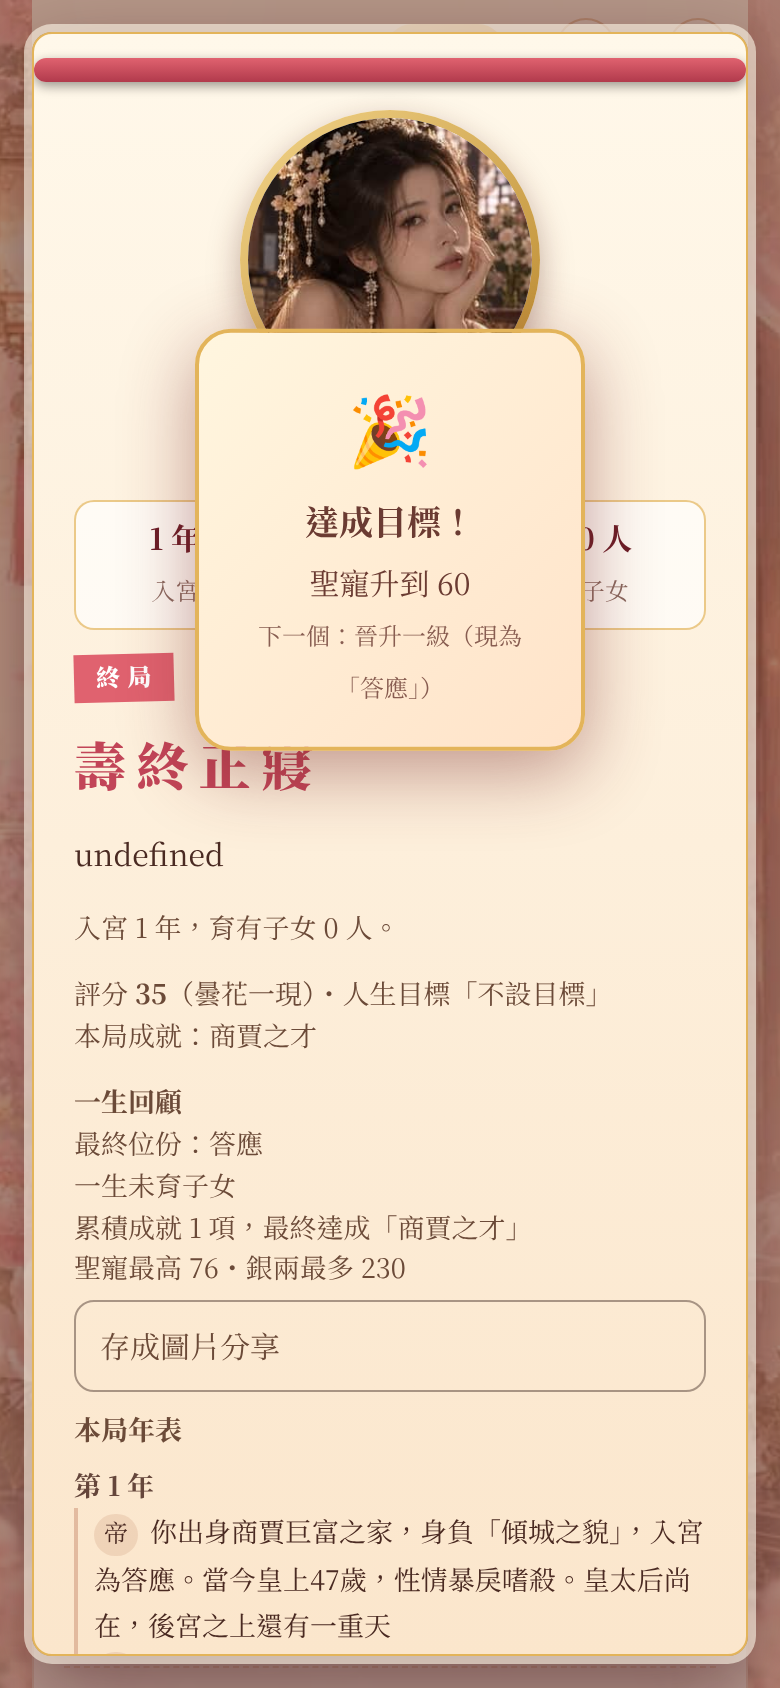 達成目標！
聖寵升到 60
下一個：晉升一級（現為
「答應」）
1 年
入宮
0 人
子女
終局
壽終正寢
undefined
入宮 1 年，育有子女 0 人。
評分 35（曇花一現）・人生目標「不設目標」
本局成就：商賈之才
一生回顧
最終位份：答應
一生未育子女
累積成就 1 項，最終達成「商賈之才」
聖寵最高 76・銀兩最多 230
存成圖片分享
本局年表
第 1 年
帝 你出身商賈巨富之家，身負「傾城之貌」，入宮
為答應。當今皇上47歲，性情暴戾嗜殺。皇太后尚
在，後宮之上還有一重天